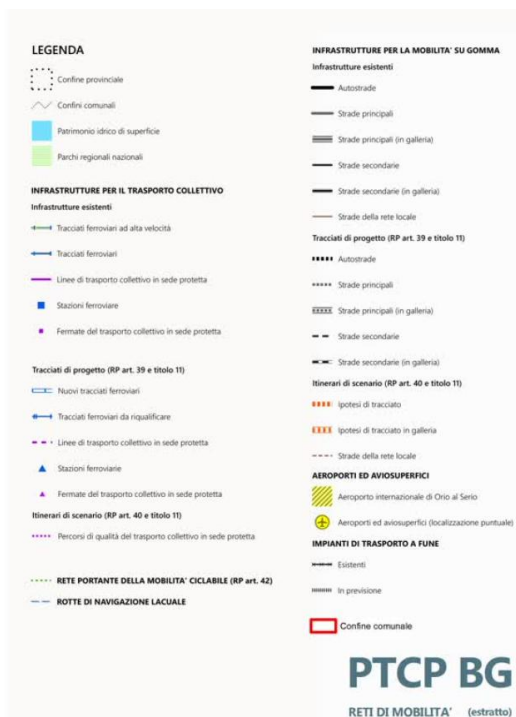 LEGENDA
Confine provinciale
Confini comunali
Patrimonio idrico di superficie
Parchi regionali nazionali
INFRASTRUTTURE PER IL TRASPORTO COLLETTIVO
Infrastrutture esistenti
Tracciati ferroviari ad alta velocità
Tracciati ferroviari
Linee di trasporto collettivo in sede protetta
Stazioni ferroviare
Fermate del trasporto collettivo in sede protetta
Tracciati di progetto (RP art. 39 e titolo 11)
Nuovi tracciati ferroviari
Tracciati ferroviari da riqualificare
Linee di trasporto collettivo in sede protetta
Stazioni ferroviarie
Fermate del trasporto collettivo in sede protetta
Itinerari di scenario (RP art. 40 e titolo 11)
Percorsi di qualità del trasporto collettivo in sede protetta
RETE PORTANTE DELLA MOBILITA' CICLABILE (RP art. 42)
ROTTE DI NAVIGAZIONE LACUALE
INFRASTRUTTURE PER LA MOBILITA' SU GOMMA
Infrastrutture esistenti
Autostrade
Strade principali
Strade principali (in galleria)
Strade secondarie
Strade secondarie (in galleria)
Strade della rete locale
Tracciati di progetto (RP art. 39 e titolo 11)
Autostrade
Strade principali
Strade principali (in galleria)
Strade secondarie
Strade secondarie (in galleria)
Itinerari di scenario (RP art. 40 e titolo 11)
Ipotesi di tracciato
Ipotesi di tracciato in galleria
Strade della rete locale
AEROPORTI ED AVIOSUPERFICI
Aeroporto internazionale di Orio al Serio
Aeroporti ed aviosuperfici (localizzazione puntuale)
IMPIANTI DI TRASPORTO A FUNE
Esistenti
In previsione
Confine comunale
PTCP BG
RETI DI MOBILITA' (estratto)